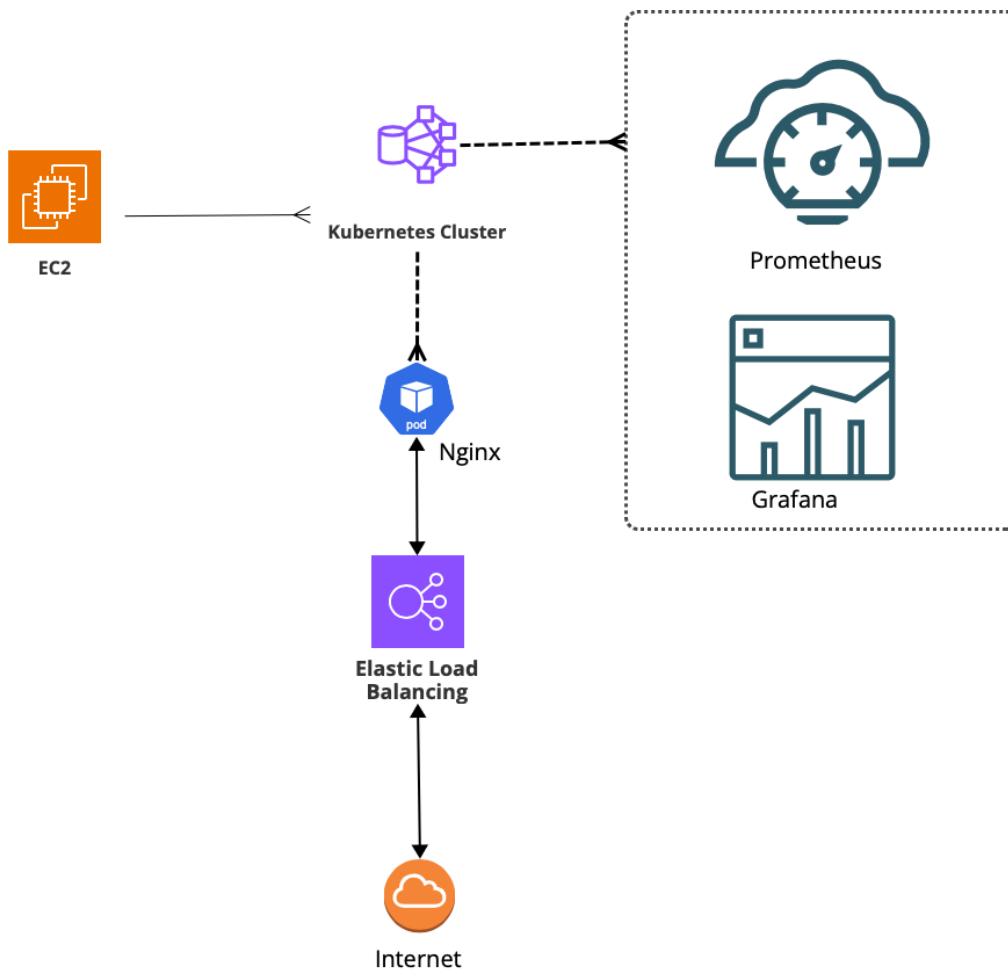 Kubernetes Cluster
EC2
Prometheus
pod
Nginx
Grafana
Elastic Load
Balancing
Internet